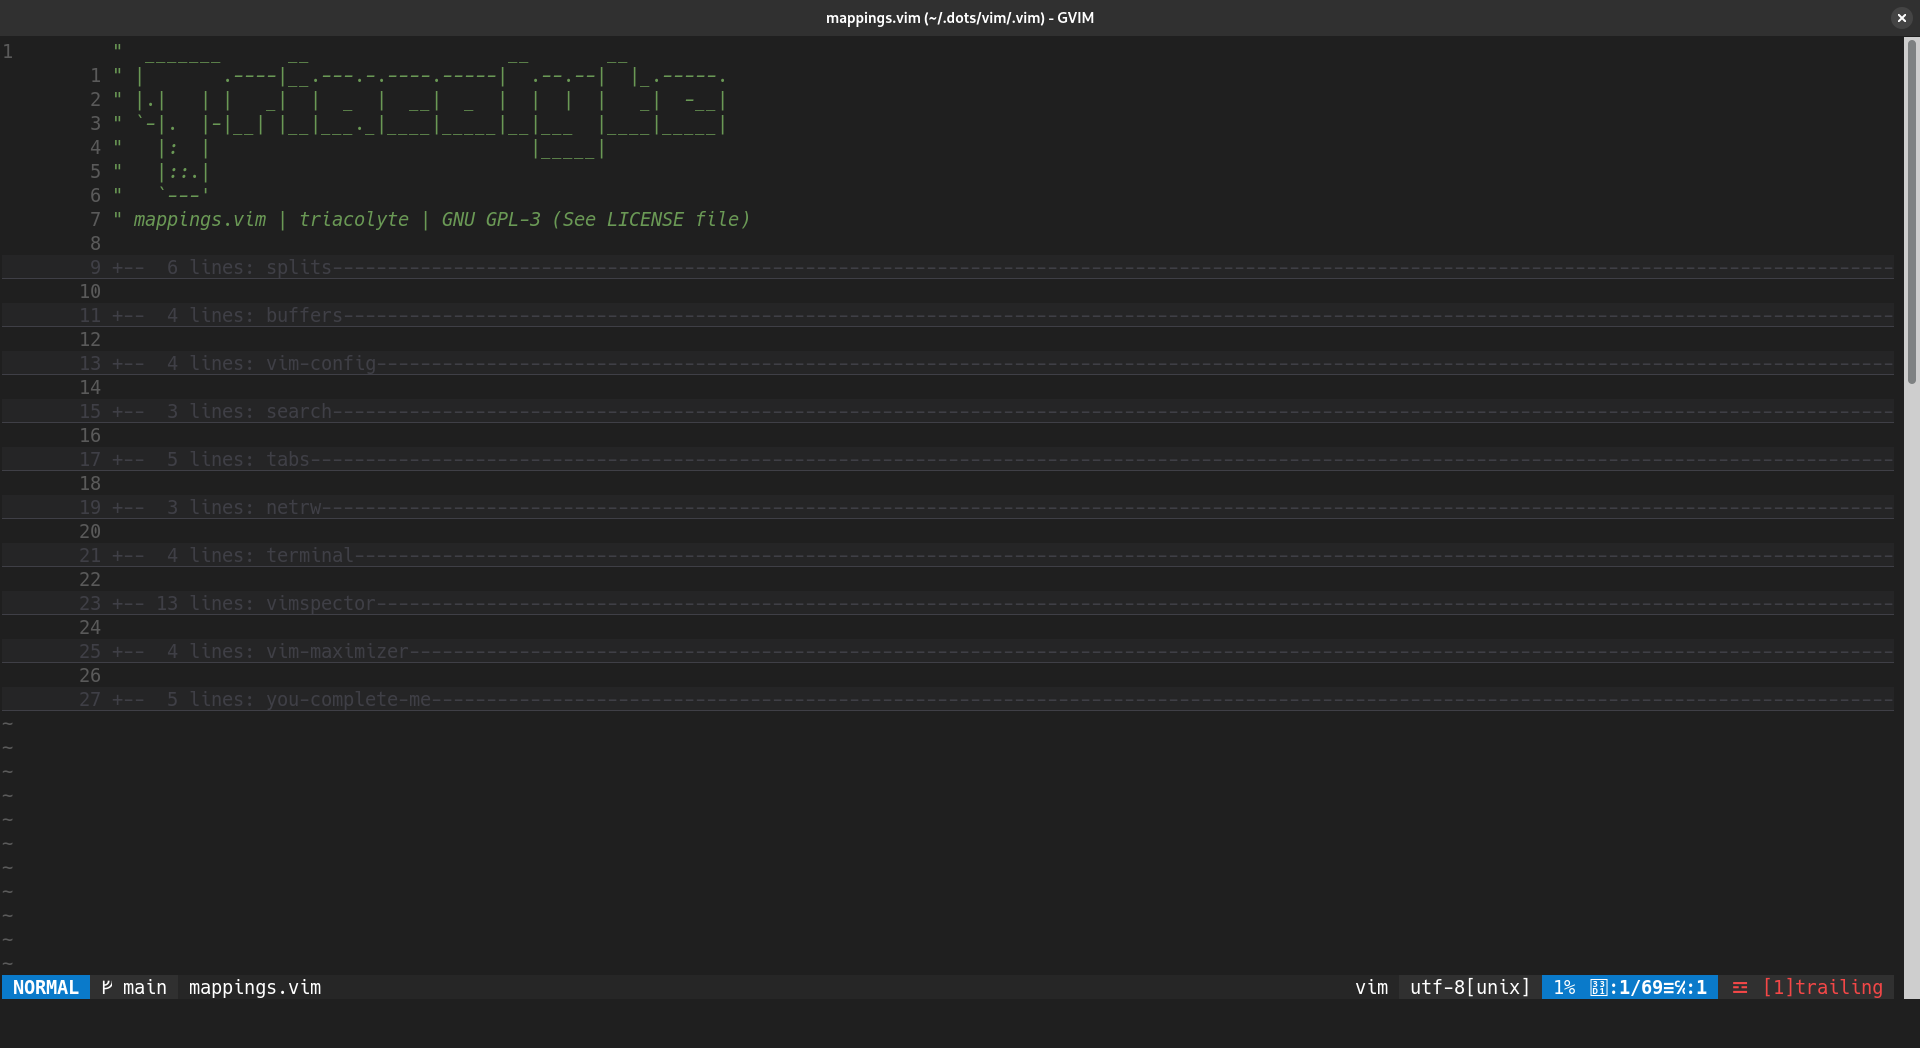 mappings.vim (~/.dots/vim/.vim) - GVIM
1         "  _______      __                  __       __
        1 " |       .----|__.---.-.----.-----|  .--.--|  |_.-----.
        2 " |.|   | |   _|  |  _  |  __|  _  |  |  |  |   _|  -__|
        3 " `-|.  |-|__| |__|___._|____|_____|__|___  |____|_____|
        4 "   |:  |                             |_____|
        5 "   |::.|
        6 "   `---'
        7 " mappings.vim | triacolyte | GNU GPL-3 (See LICENSE file)
        8
        9 +--  6 lines: splits
       10
       11 +--  4 lines: buffers
       12
       13 +--  4 lines: vim-config
       14
       15 +--  3 lines: search
       16
       17 +--  5 lines: tabs
       18
       19 +--  3 lines: netrw
       20
       21 +--  4 lines: terminal
       22
       23 +-- 13 lines: vimspector
       24
       25 +--  4 lines: vim-maximizer
       26
       27 +--  5 lines: you-complete-me
~
~
~
~
~
~
~
~
~
~
~
NORMAL main mappings.vim vim utf-8[unix] 1% :1/69≡℅:1 [1]trailing